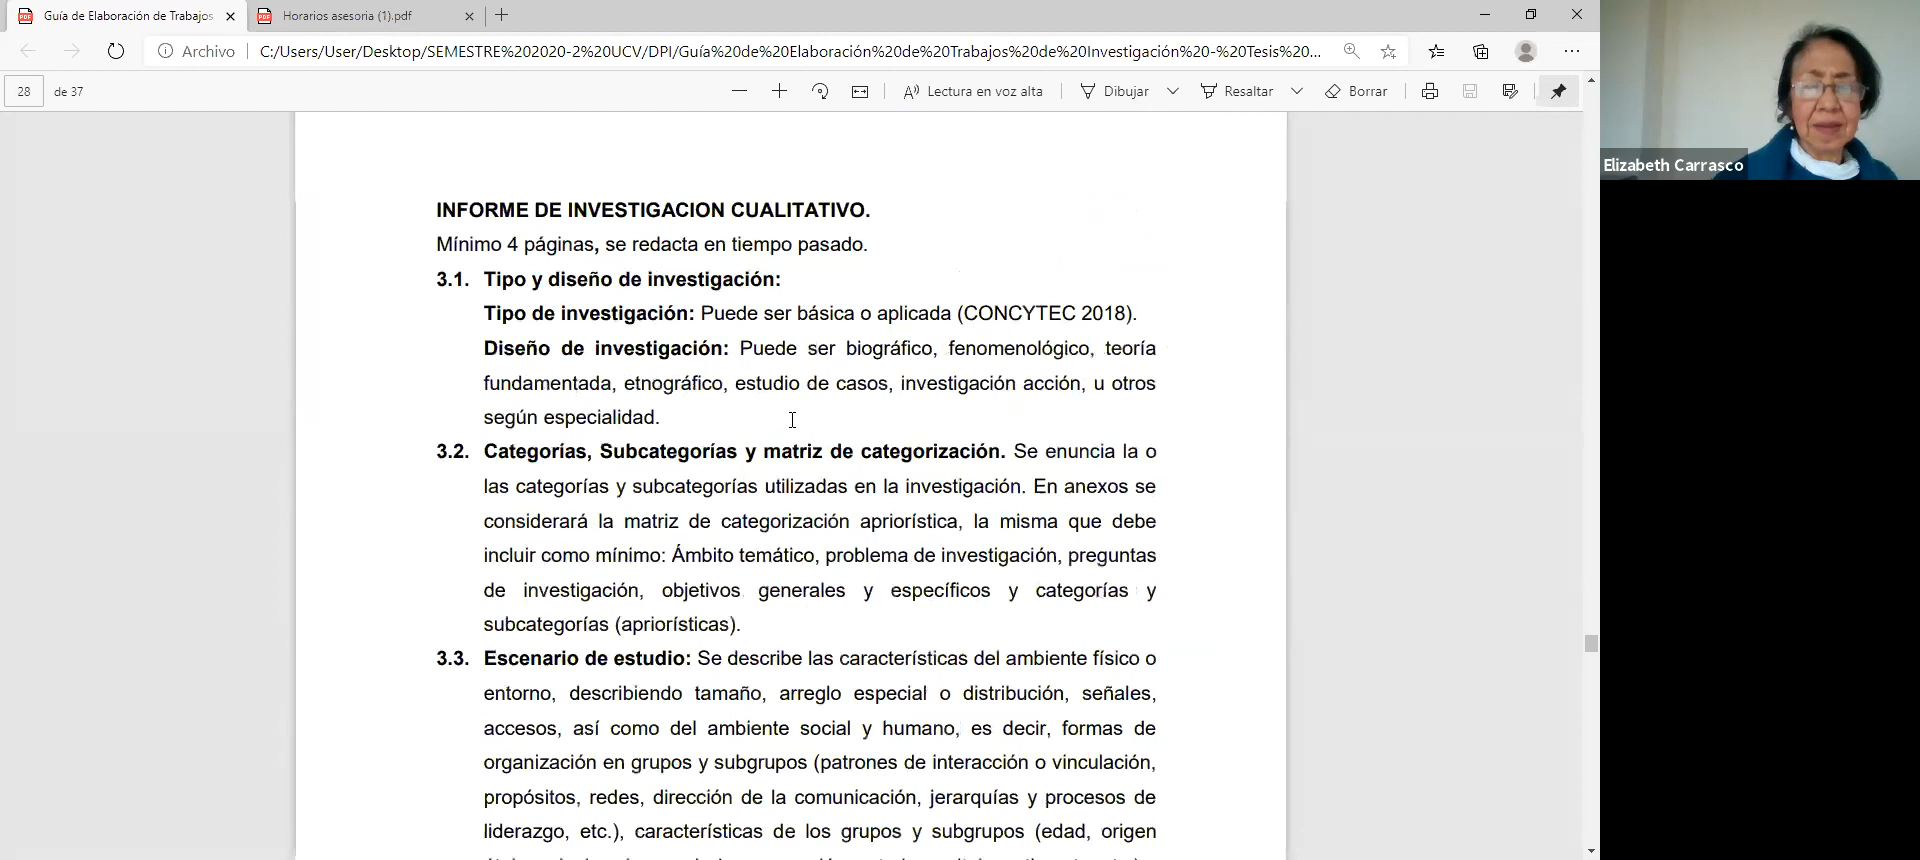 Guía de Elaboración de Trabajos
Horarios asesoria (1).pdf
Archivo
C:/Users/User/Desktop/SEMESTRE%202020-2%20UCV/DPI/Guía%20de%20Elaboración%20de%20Trabajos%20de%20Investigación%20-%20Tesis%20...
28 de 37
Lectura en voz alta
Dibujar
Resaltar
Borrar
Elizabeth Carrasco
INFORME DE INVESTIGACION CUALITATIVO.
Mínimo 4 páginas, se redacta en tiempo pasado.
3.1. Tipo y diseño de investigación:
Tipo de investigación: Puede ser básica o aplicada (CONCYTEC 2018).
Diseño de investigación: Puede ser biográfico, fenomenológico, teoría
fundamentada, etnográfico, estudio de casos, investigación acción, u otros
según especialidad.
3.2. Categorías, Subcategorías y matriz de categorización. Se enuncia la o
las categorías y subcategorías utilizadas en la investigación. En anexos se
considerará la matriz de categorización apriorística, la misma que debe
incluir como mínimo: Ámbito temático, problema de investigación, preguntas
de investigación, objetivos generales y específicos y categorías y
subcategorías (apriorísticas).
3.3. Escenario de estudio: Se describe las características del ambiente físico o
entorno, describiendo tamaño, arreglo especial o distribución, señales,
accesos, así como del ambiente social y humano, es decir, formas de
organización en grupos y subgrupos (patrones de interacción o vinculación,
propósitos, redes, dirección de la comunicación, jerarquías y procesos de
liderazgo, etc.), características de los grupos y subgrupos (edad, origen